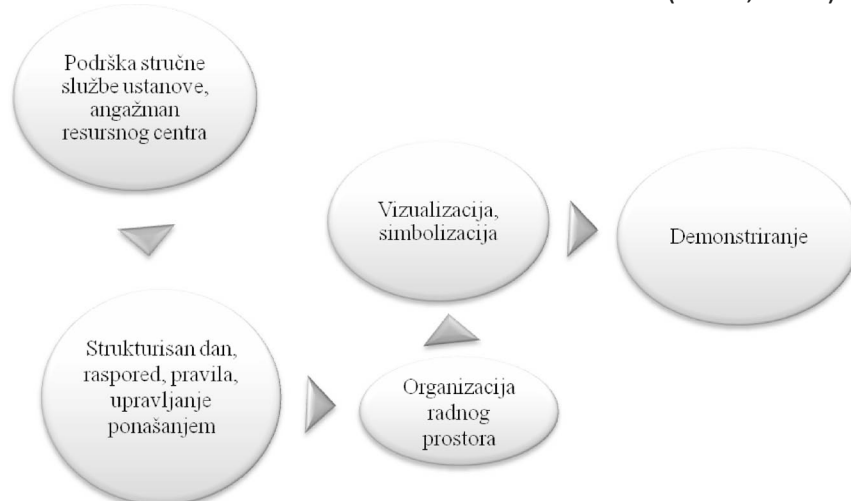 Podrška stručne
službe ustanove,
angažman
resursnog centra
Strukturisan dan,
raspored, pravila,
upravljanje
ponašanjem
Organizacija
radnog
prostora
Vizualizacija,
simbolizacija
Demonstriranje